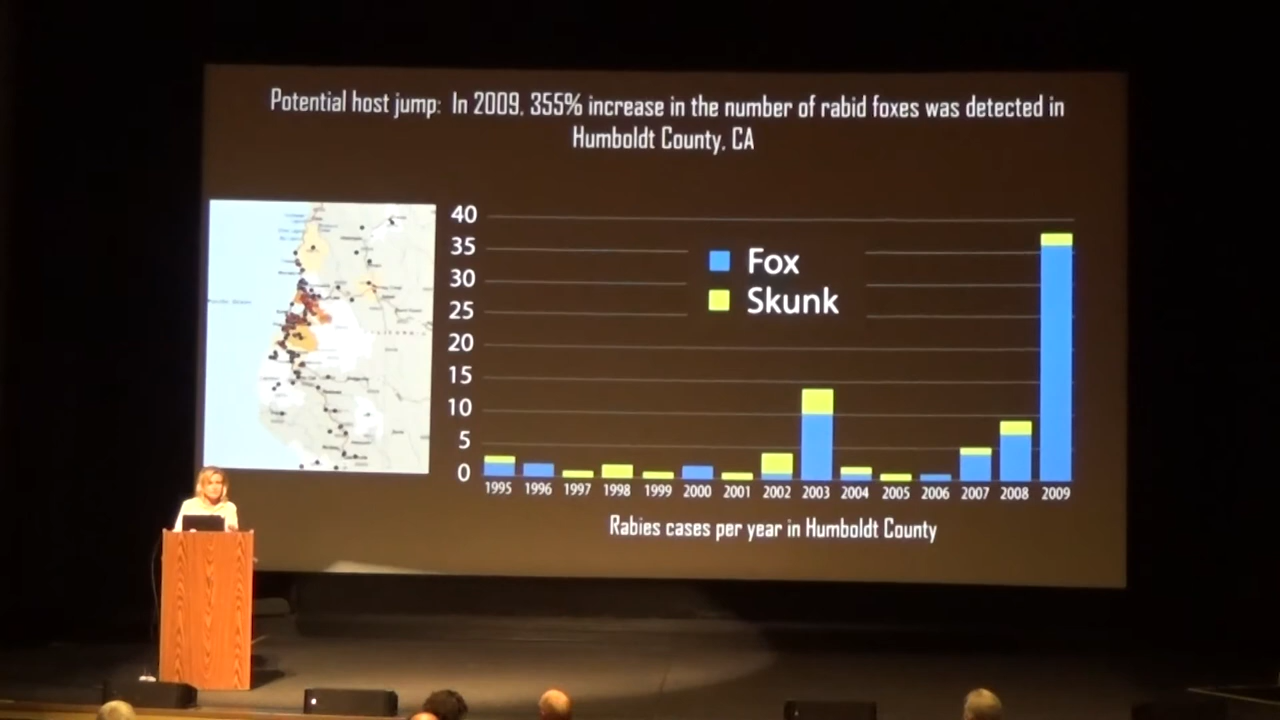 Potential host jump: In 2009, 355% increase in the number of rabid foxes was detected in
Humboldt County, CA
40
35
30
25
20
15
10
5
0
Fox
Skunk
1995 1996 1997 1998 1999 2000 2001 2002 2003 2004 2005 2006 2007 2008 2009
Rabies cases per year in Humboldt County